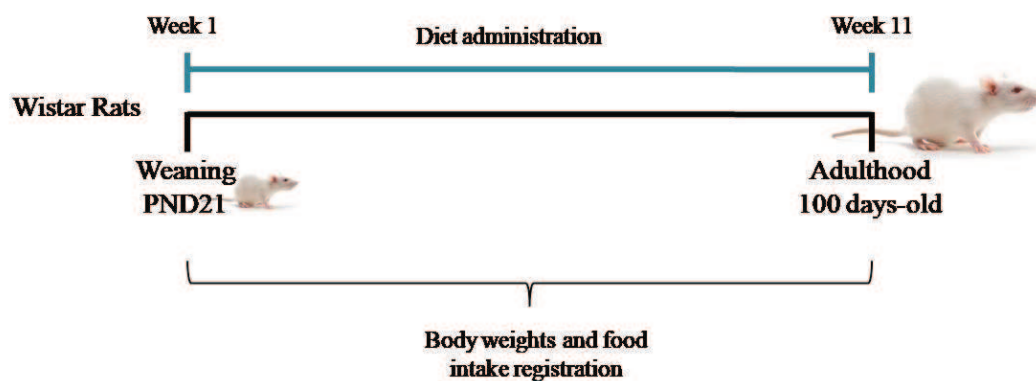 Week 1
Diet administration
Week 11
Wistar Rats
Weaning
PND21
Adulthood
100 days-old
Body weights and food
intake registration